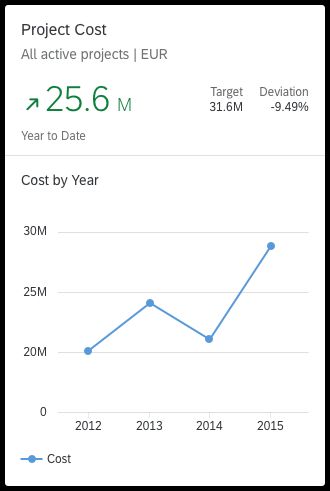 Project Cost
All active projects | EUR
25.6 M
Target Deviation
31.6M -9.49%
Year to Date
Cost by Year
30M
25M
20M
0
2012 2013 2014 2015
Cost